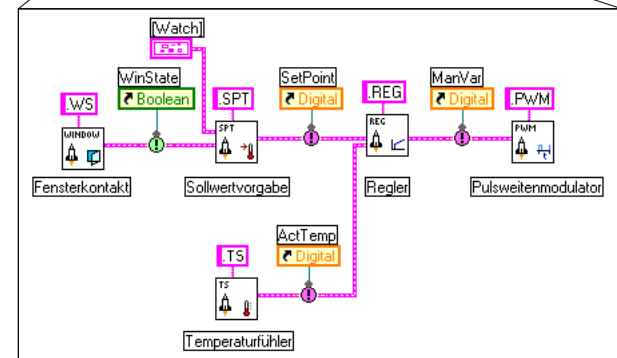 [Watch]
WinState
Boolean
SetPoint
Digital
ManVar
Digital
.WS
.SPT
.REG
.PWM
WINDOW
SPT
REG
PWM
Fensterkontakt
Sollwertvorgabe
Regler
Pulsweitenmodulator
ActTemp
Digital
.TS
TS
Temperaturfühler